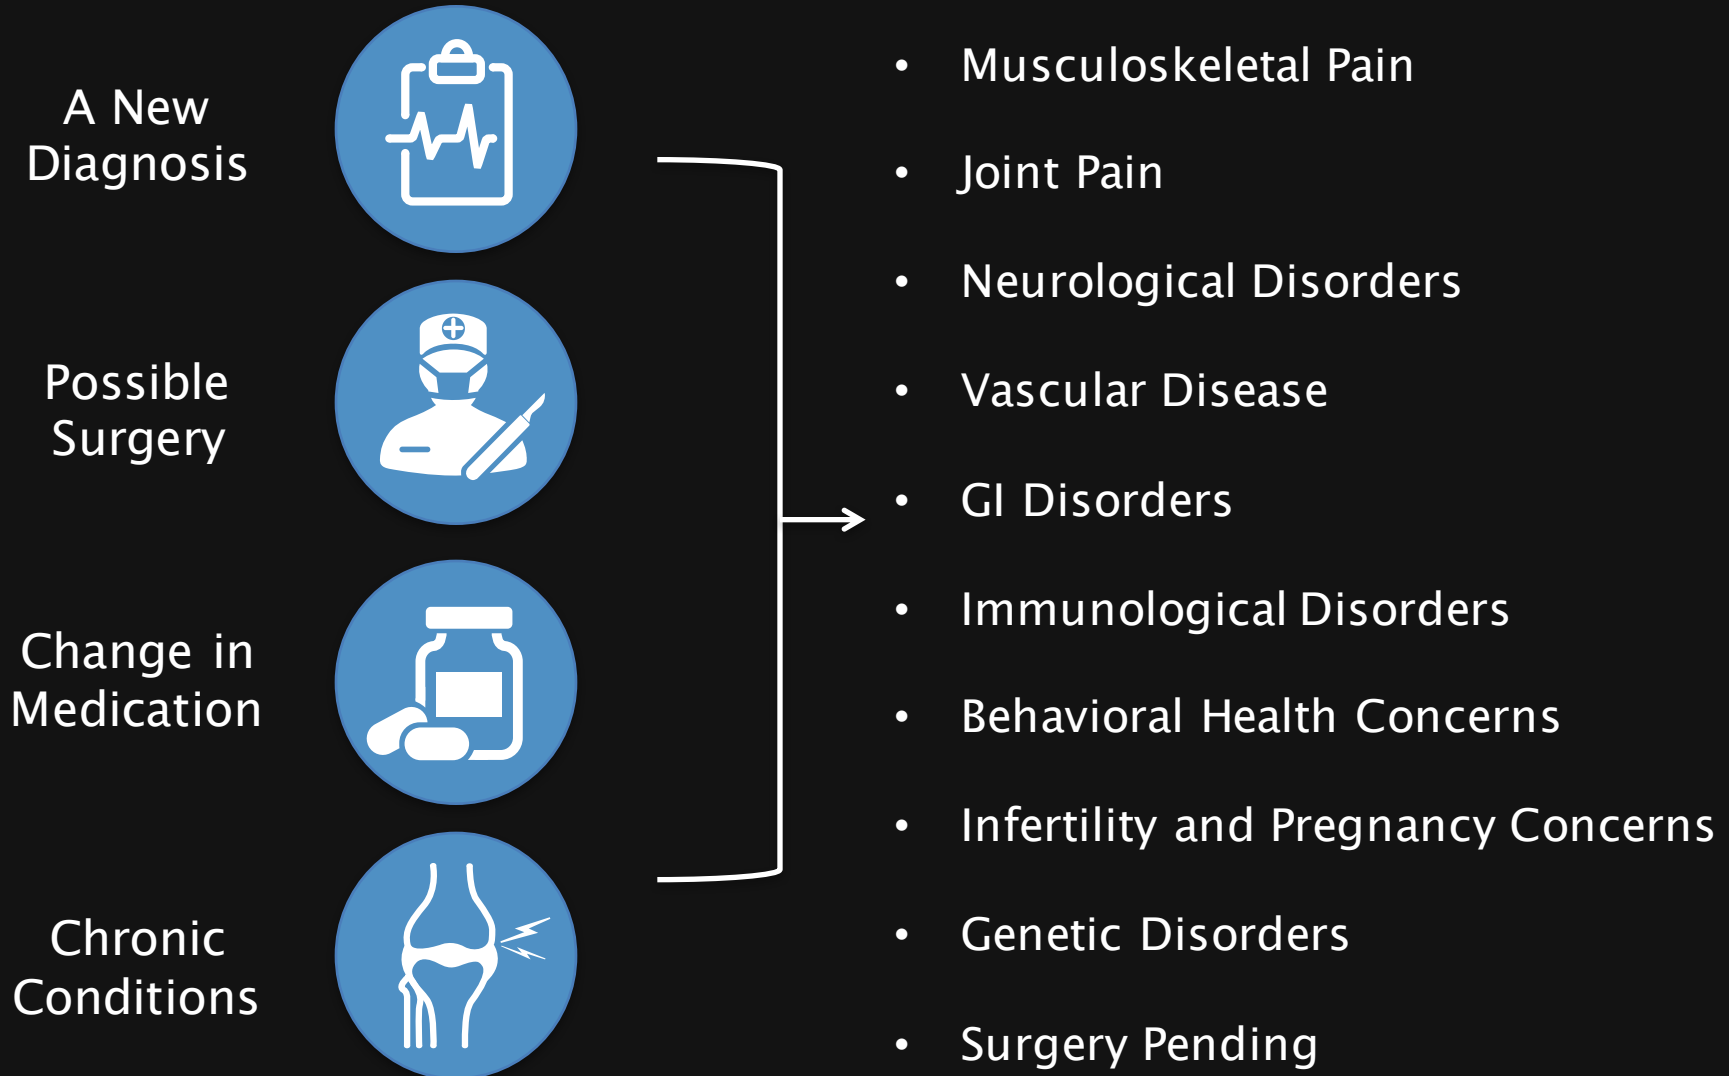 A New
Diagnosis
Possible
Surgery
Change in
Medication
Chronic
Conditions
• Musculoskeletal Pain
• Joint Pain
• Neurological Disorders
• Vascular Disease
• GI Disorders
• Immunological Disorders
• Behavioral Health Concerns
• Infertility and Pregnancy Concerns
• Genetic Disorders
• Surgery Pending